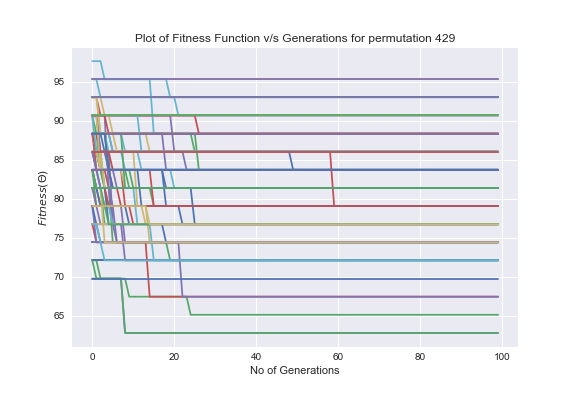 Plot of Fitness Function v/s Generations for permutation 429
95
90
85
80
75
70
65
Fitness(Θ)
0 20 40 60 80 100
No of Generations